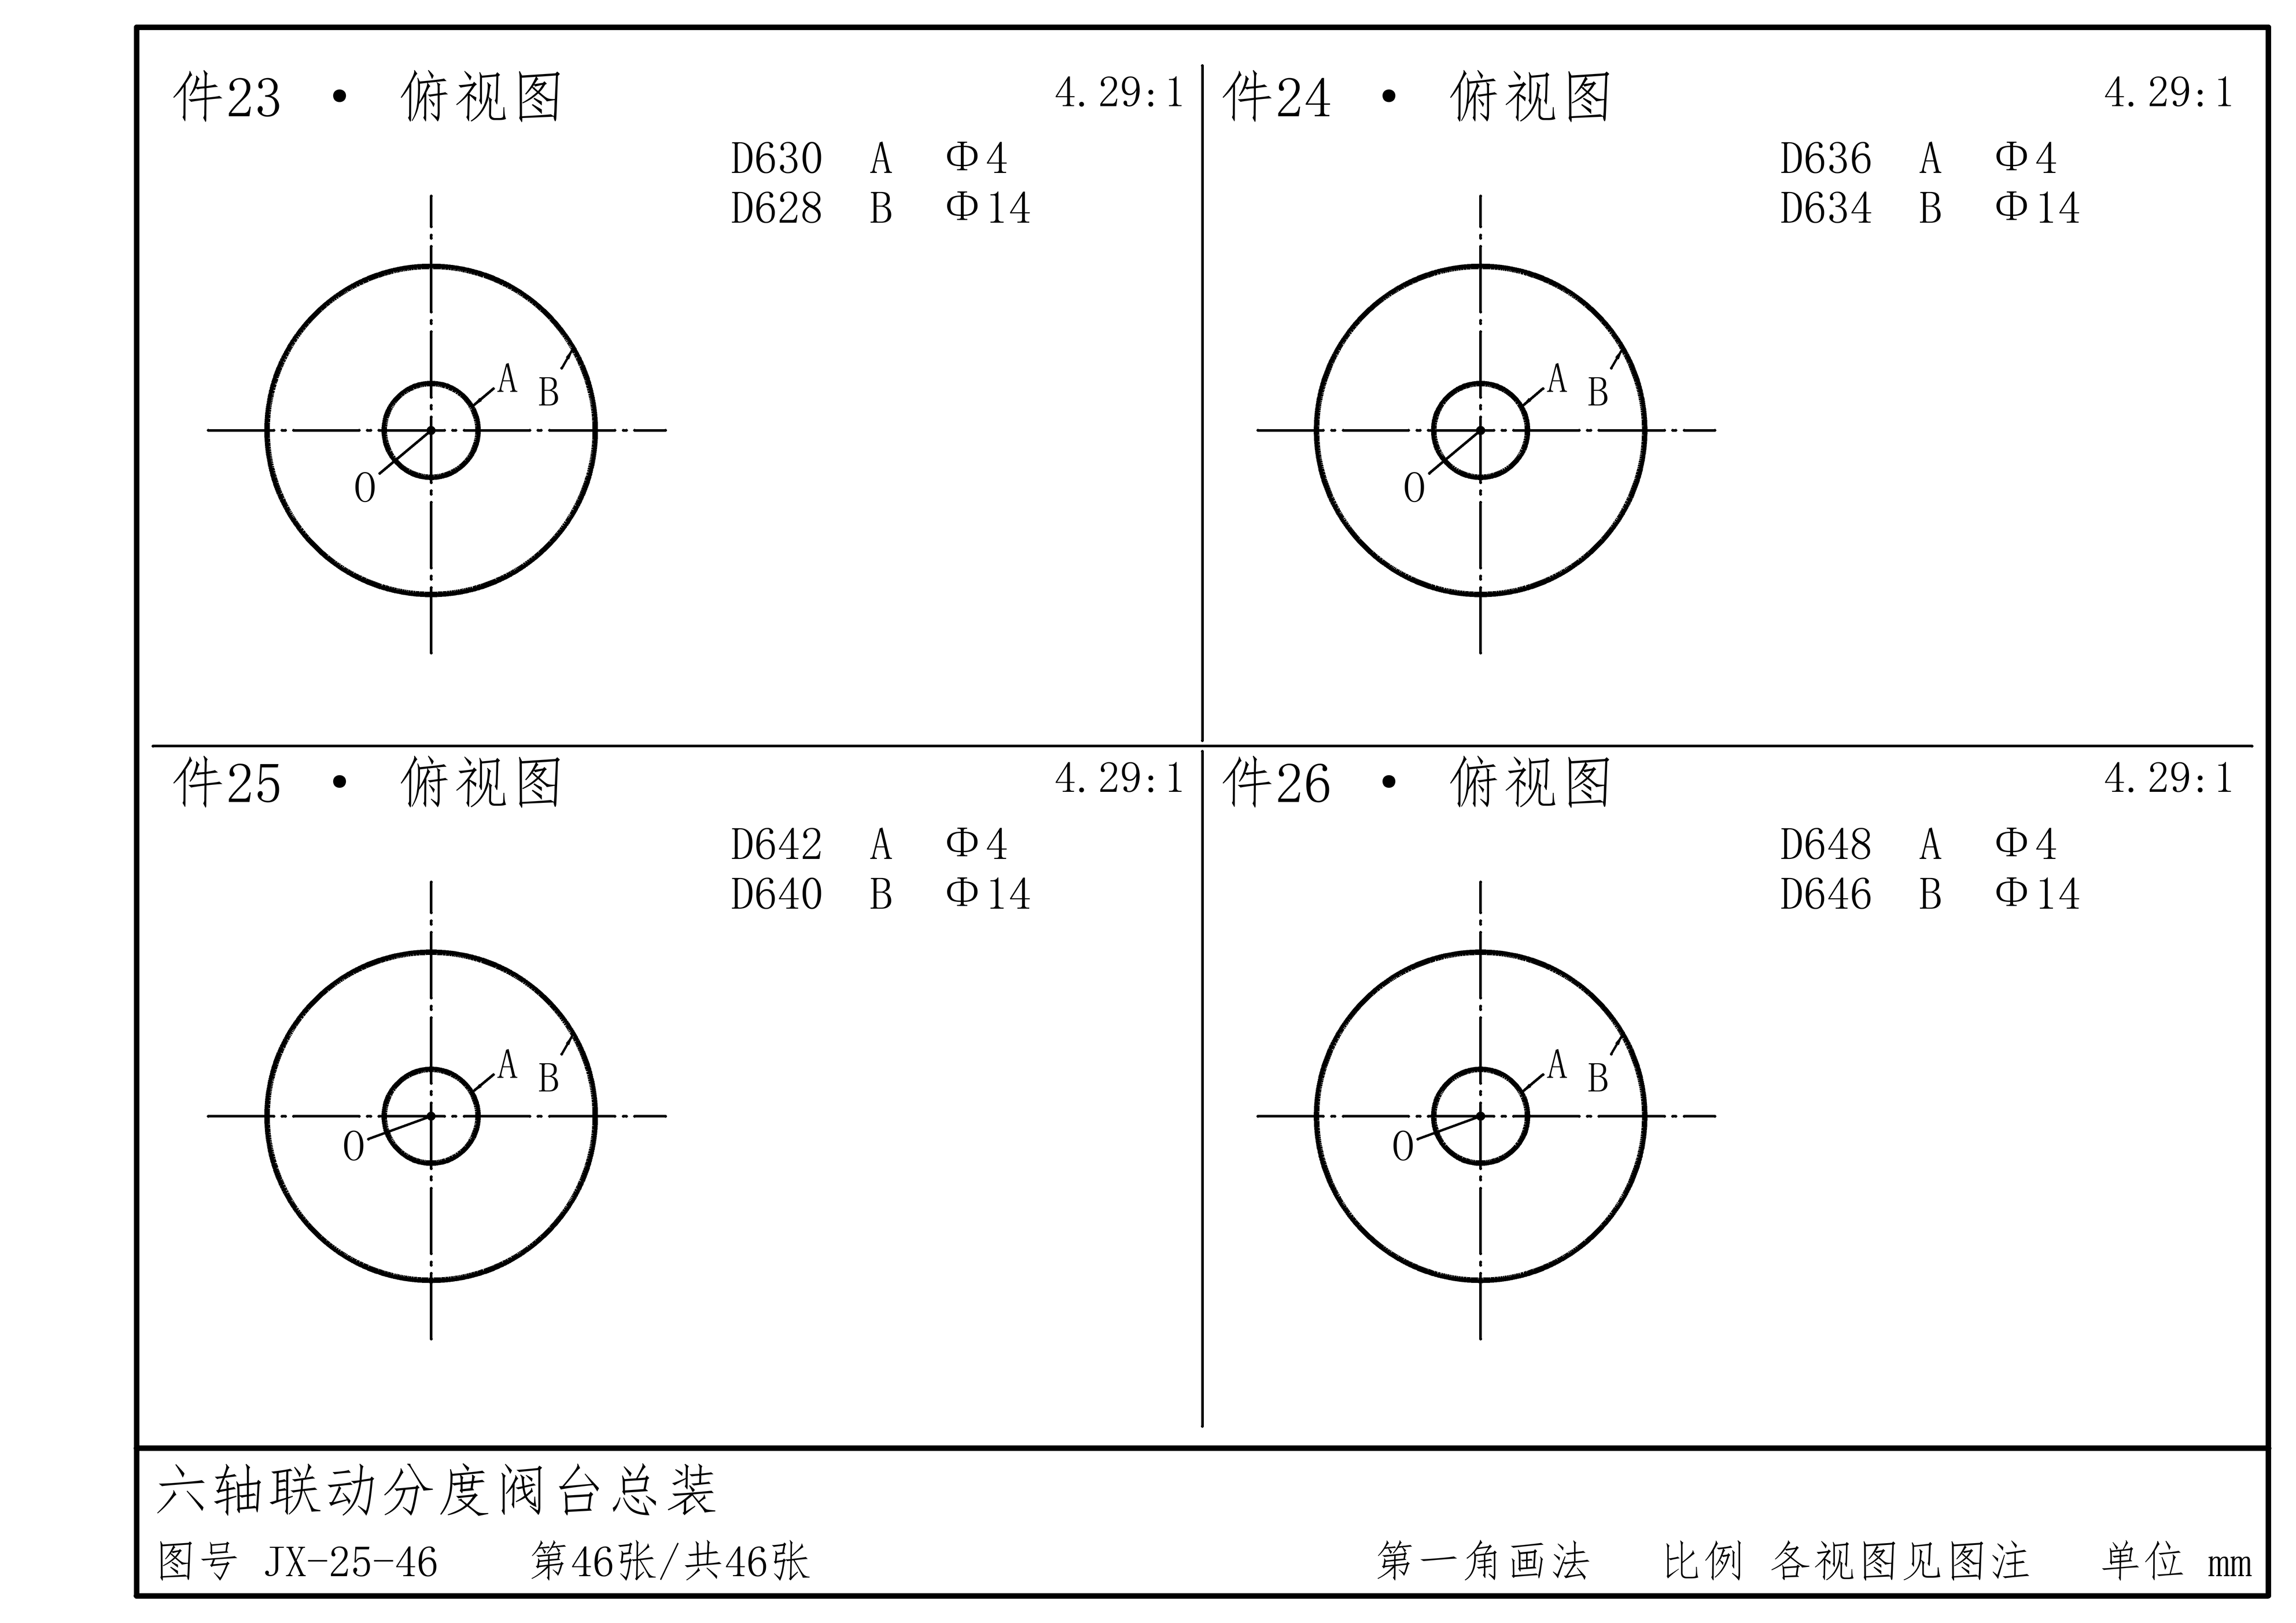 件23 • 俯视图 4.29:1
D630 A Φ4
D628 B Φ14
A
B
O
件24 • 俯视图 4.29:1
D636 A Φ4
D634 B Φ14
A
B
O
件25 • 俯视图 4.29:1
D642 A Φ4
D640 B Φ14
A
B
O
件26 • 俯视图 4.29:1
D648 A Φ4
D646 B Φ14
A
B
O
六轴联动分度阀台总装
图号 JX-25-46 第46张/共46张 第一角画法 比例 各视图见图注 单位 mm